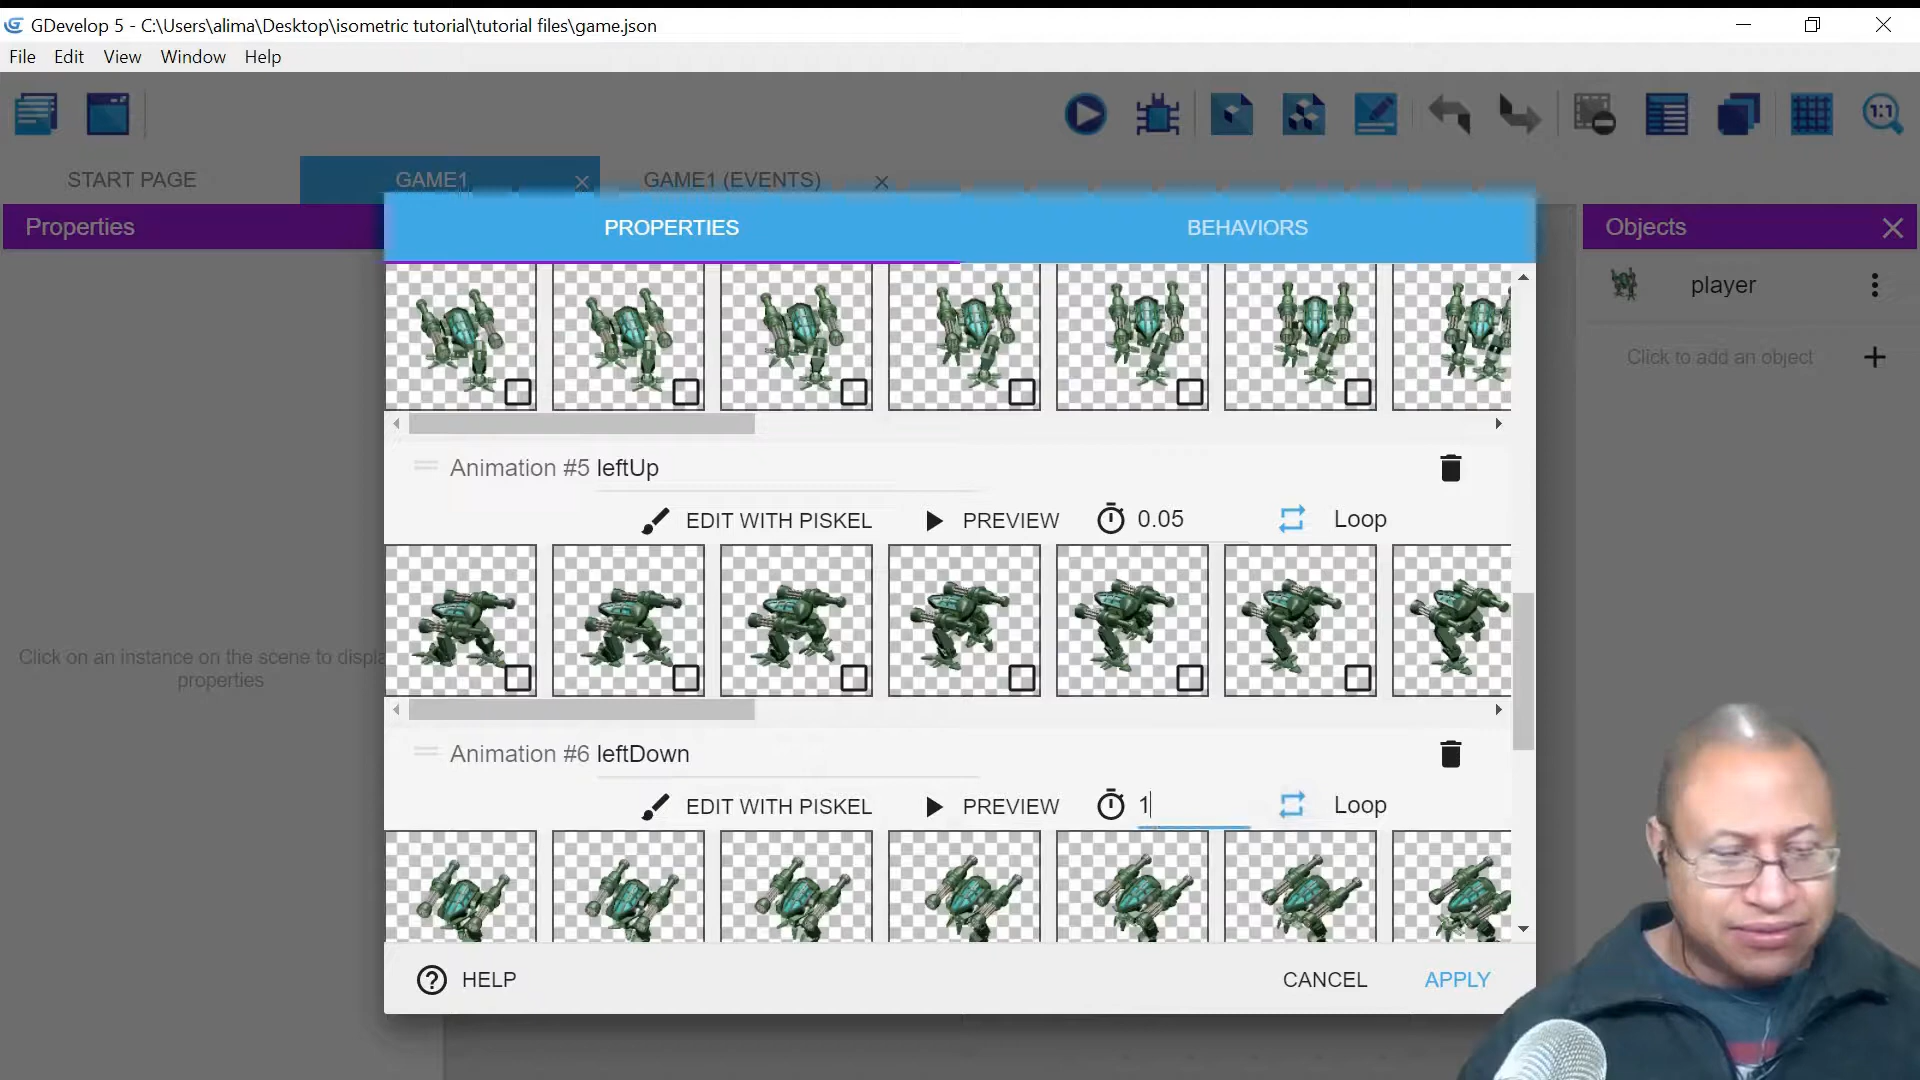 GDevelop 5 - C:\Users\alima\Desktop\isometric tutorial\tutorial files\game.json
File Edit View Window Help
1:1
START PAGE
GAME1
GAME1 (EVENTS)
Properties
PROPERTIES
BEHAVIORS
Objects
player
Click to add an object
Animation #5 leftUp
EDIT WITH PISKEL
PREVIEW
0.05
Loop
Click on an instance on the scene to displa
properties
Animation #6 leftDown
EDIT WITH PISKEL
PREVIEW
1
Loop
HELP
CANCEL
APPLY